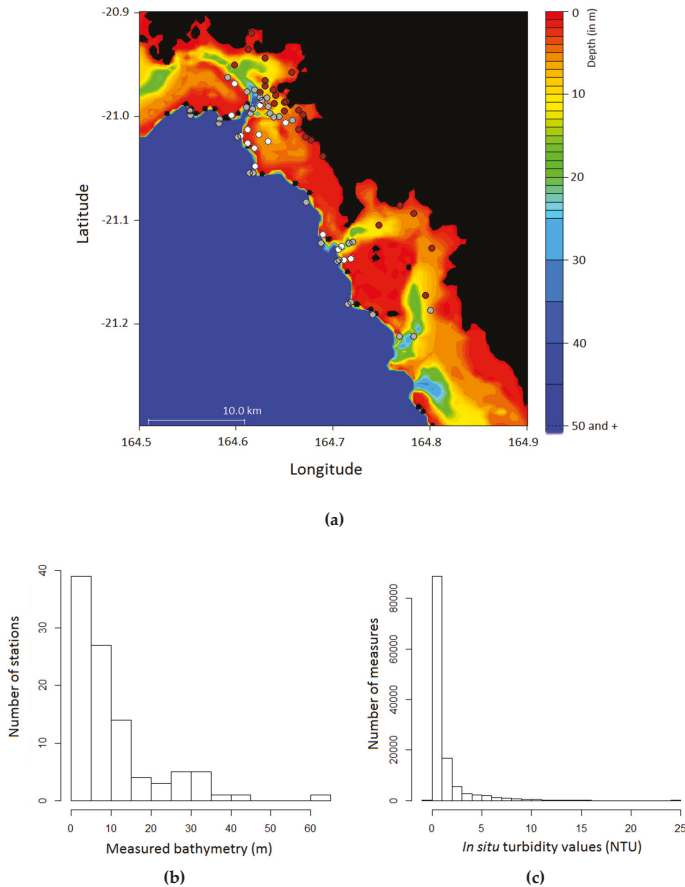 -20.9
-21.0
-21.1
-21.2
Latitude
10.0 km
164.5 164.6 164.7 164.8 164.9
Longitude
0
10
20
30
40
50 and +
Depth (in m)
(a)
40
30
20
10
0
Number of stations
0 10 20 30 40 50 60
Measured bathymetry (m)
(b)
80000
60000
40000
20000
0
Number of measures
0 5 10 15 20 25
In situ turbidity values (NTU)
(c)